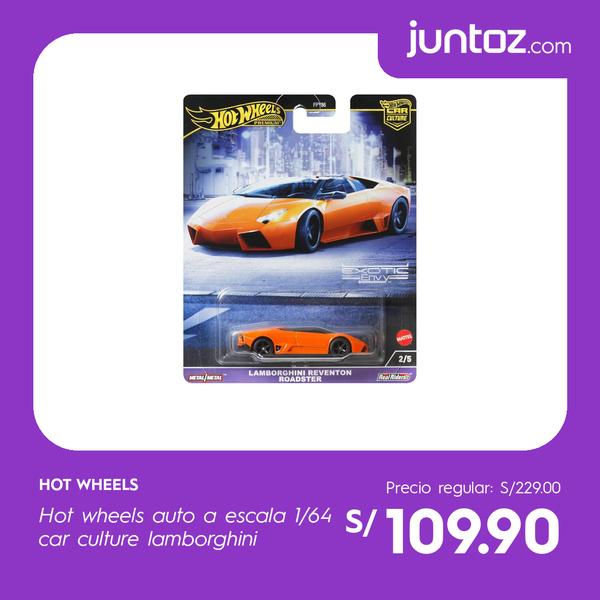 juntoz.com
HOT WHEELS
PREMIUM
CAR
CULTURE
EXOTIC
Envy
MATTEL
2/5
METAL/METAL
LAMBORGHINI REVENTON
ROADSTER
Real Riders
HOT WHEELS
Hot wheels auto a escala 1/64
car culture lamborghini
Precio regular: S/229.00
S/109.90